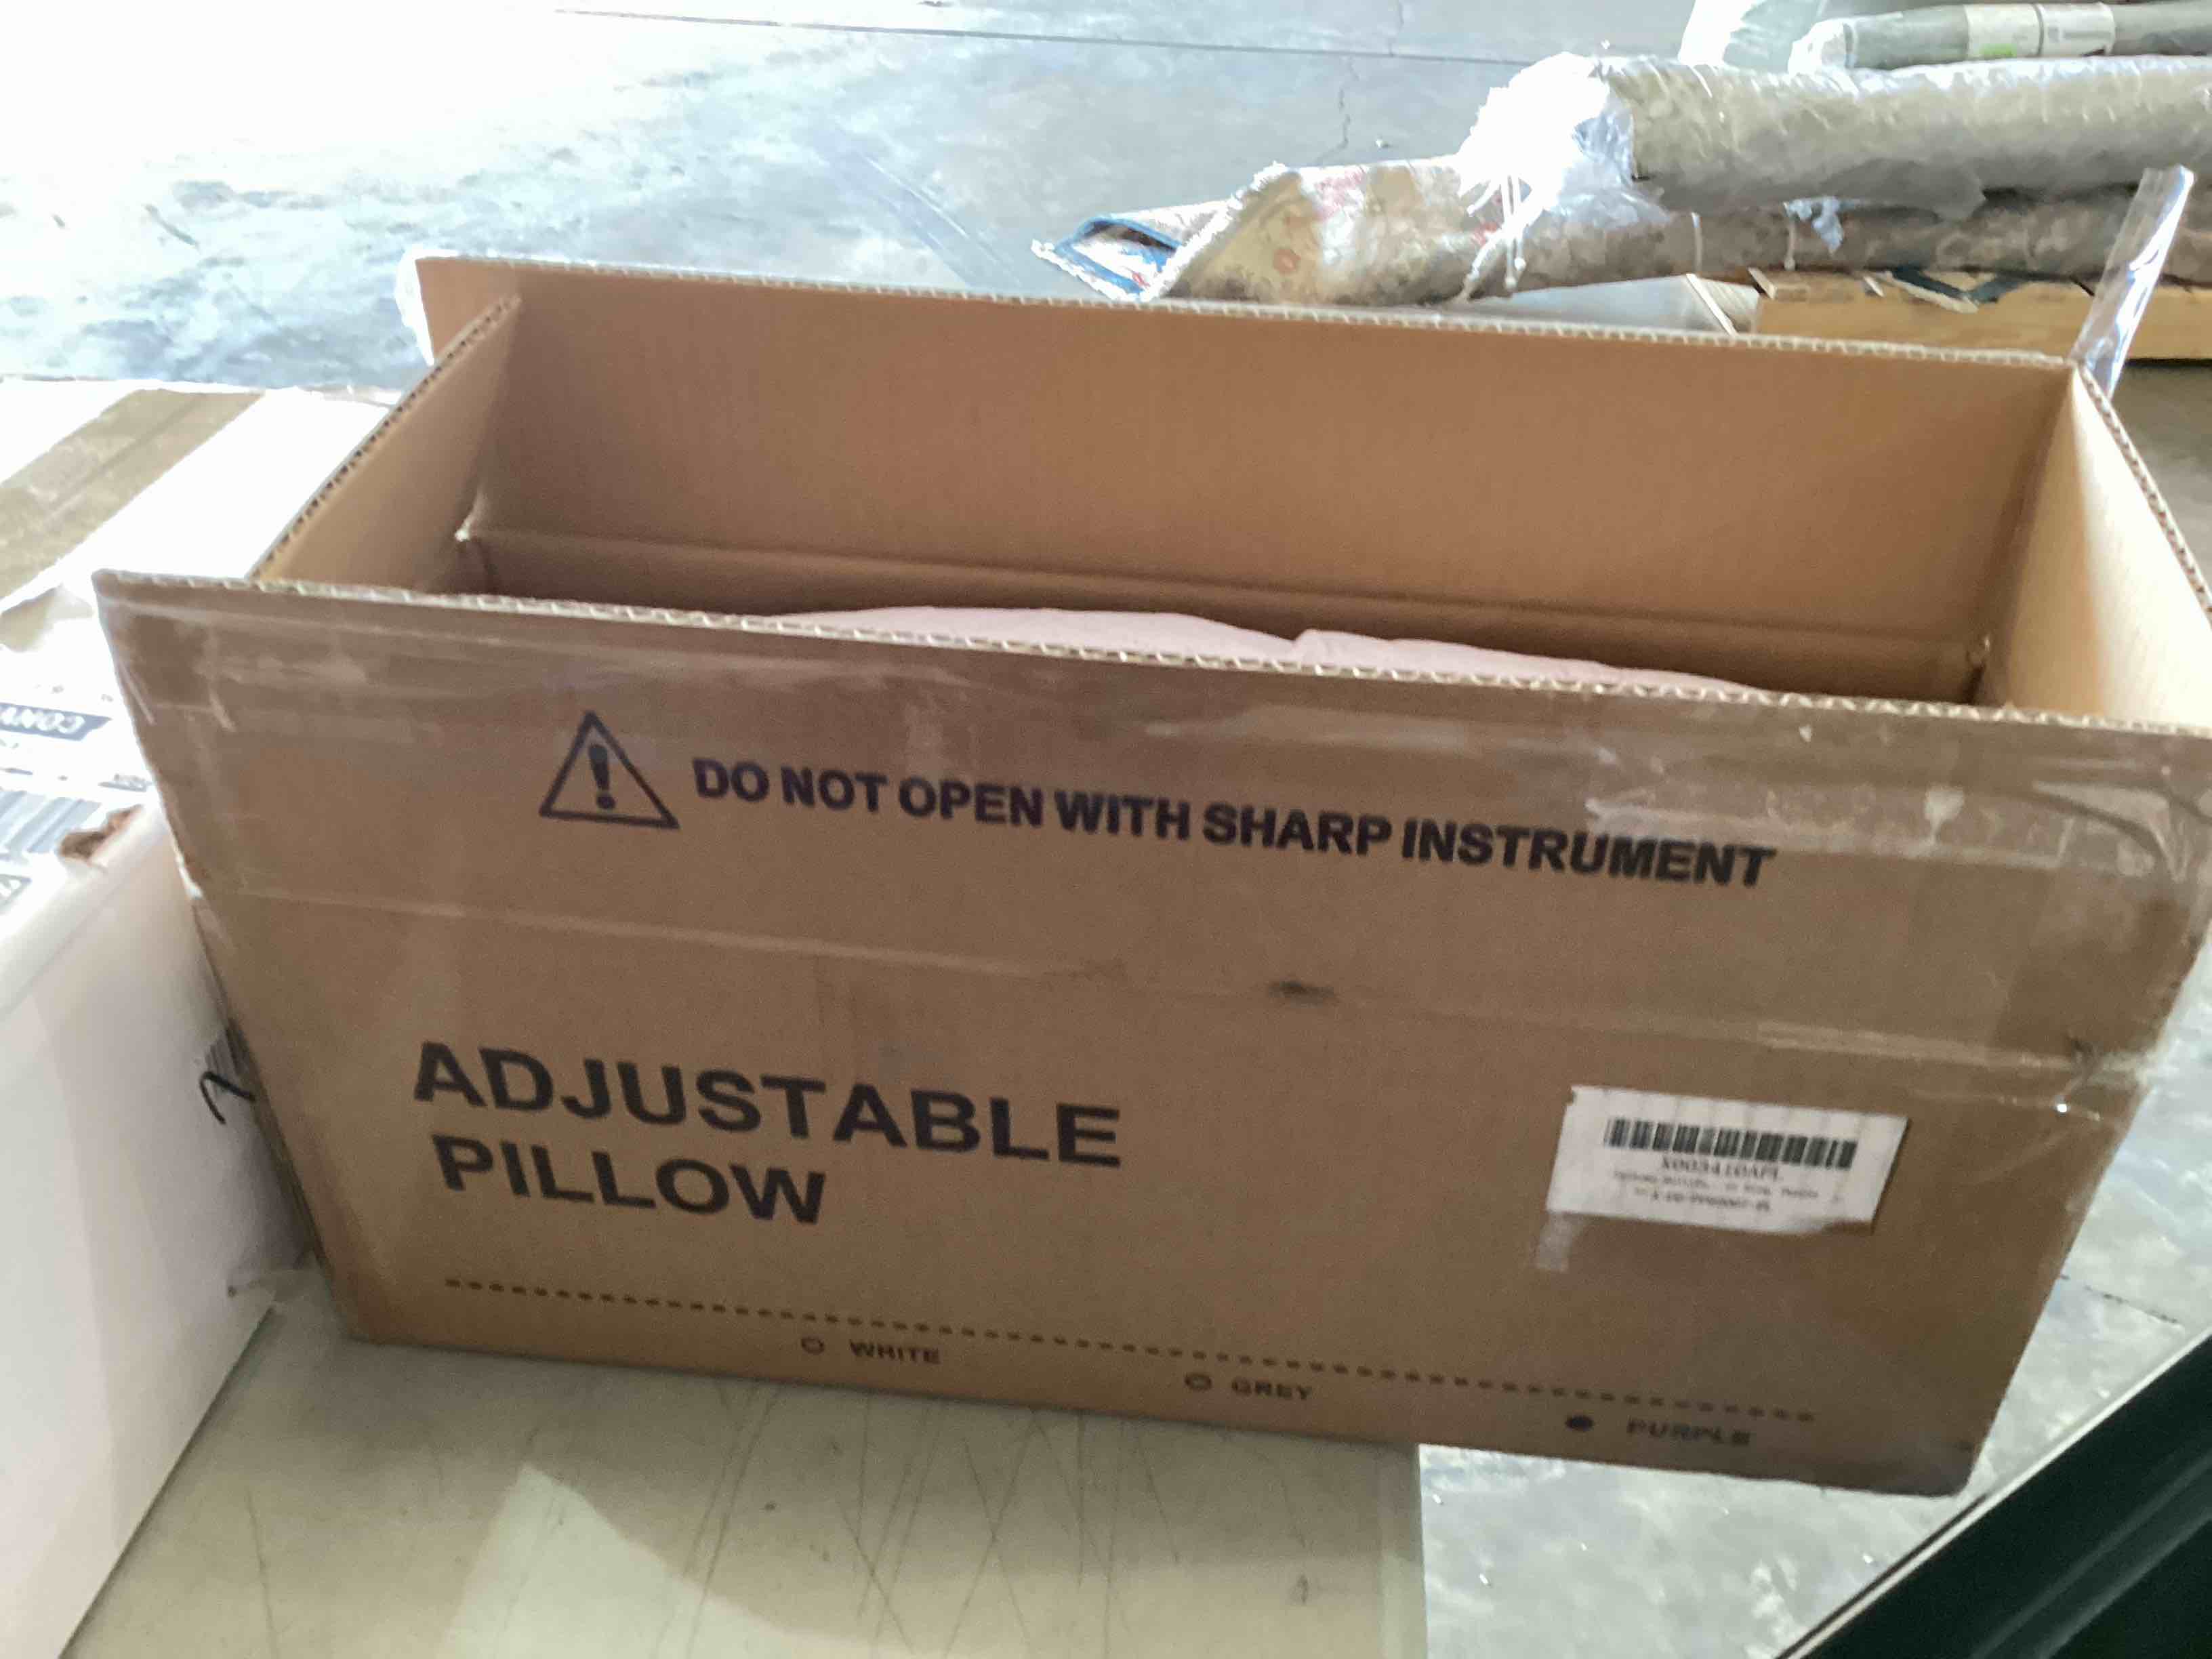 DO NOT OPEN WITH SHARP INSTRUMENT
ADJUSTABLE
PILLOW
WHITE
GREY
PURPLE